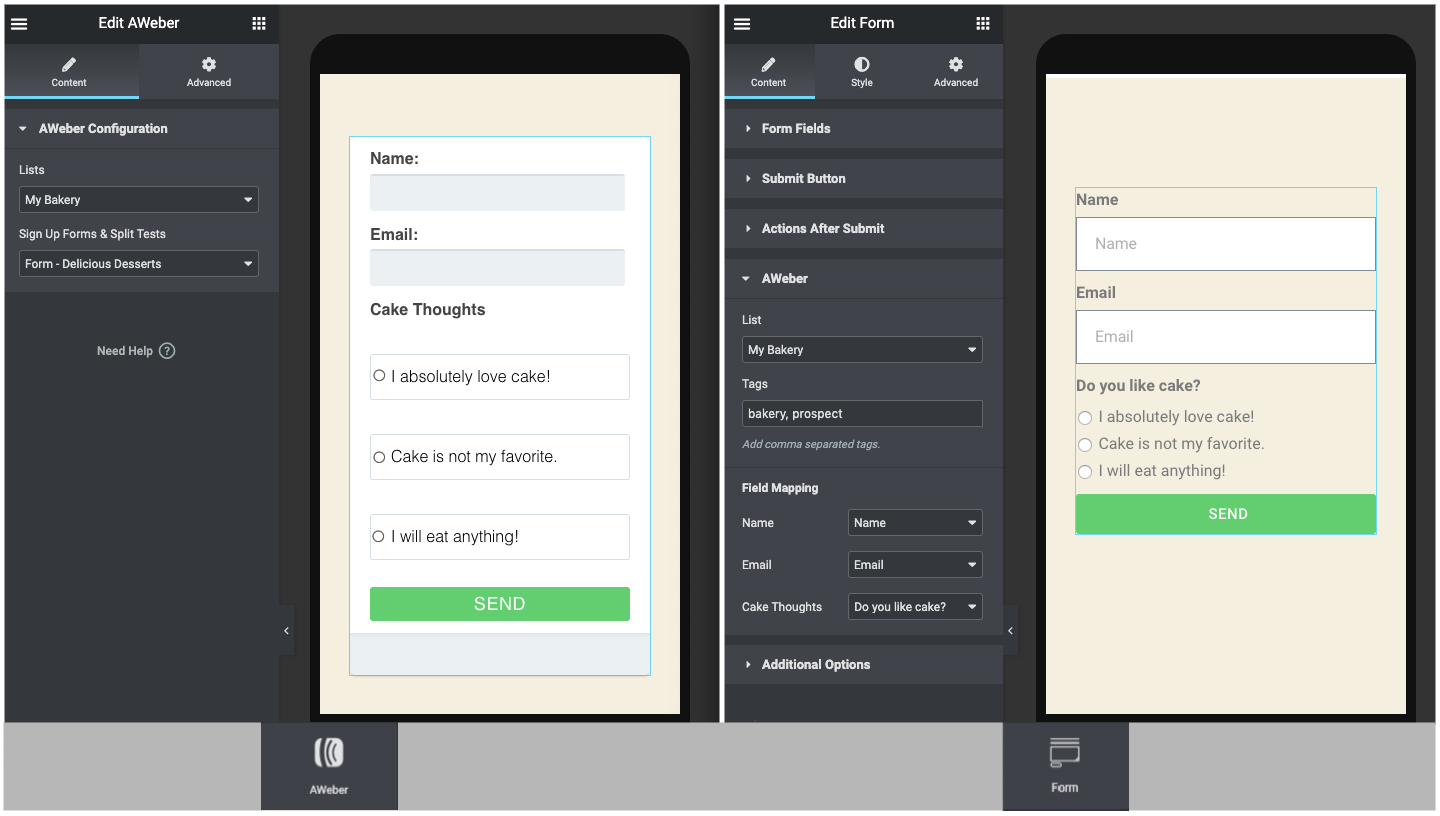 Edit AWeber
Content
Advanced
AWeber Configuration
Lists
My Bakery
Sign Up Forms & Split Tests
Form - Delicious Desserts
Need Help ?
Name:
Email:
Cake Thoughts
I absolutely love cake!
Cake is not my favorite.
I will eat anything!
SEND
AWeber
Edit Form
Content
Style
Advanced
Form Fields
Submit Button
Actions After Submit
AWeber
List
My Bakery
Tags
bakery, prospect
Add comma separated tags.
Field Mapping
Name
Name
Email
Email
Cake Thoughts
Do you like cake?
Additional Options
Name
Name
Email
Email
Do you like cake?
I absolutely love cake!
Cake is not my favorite.
I will eat anything!
SEND
Form